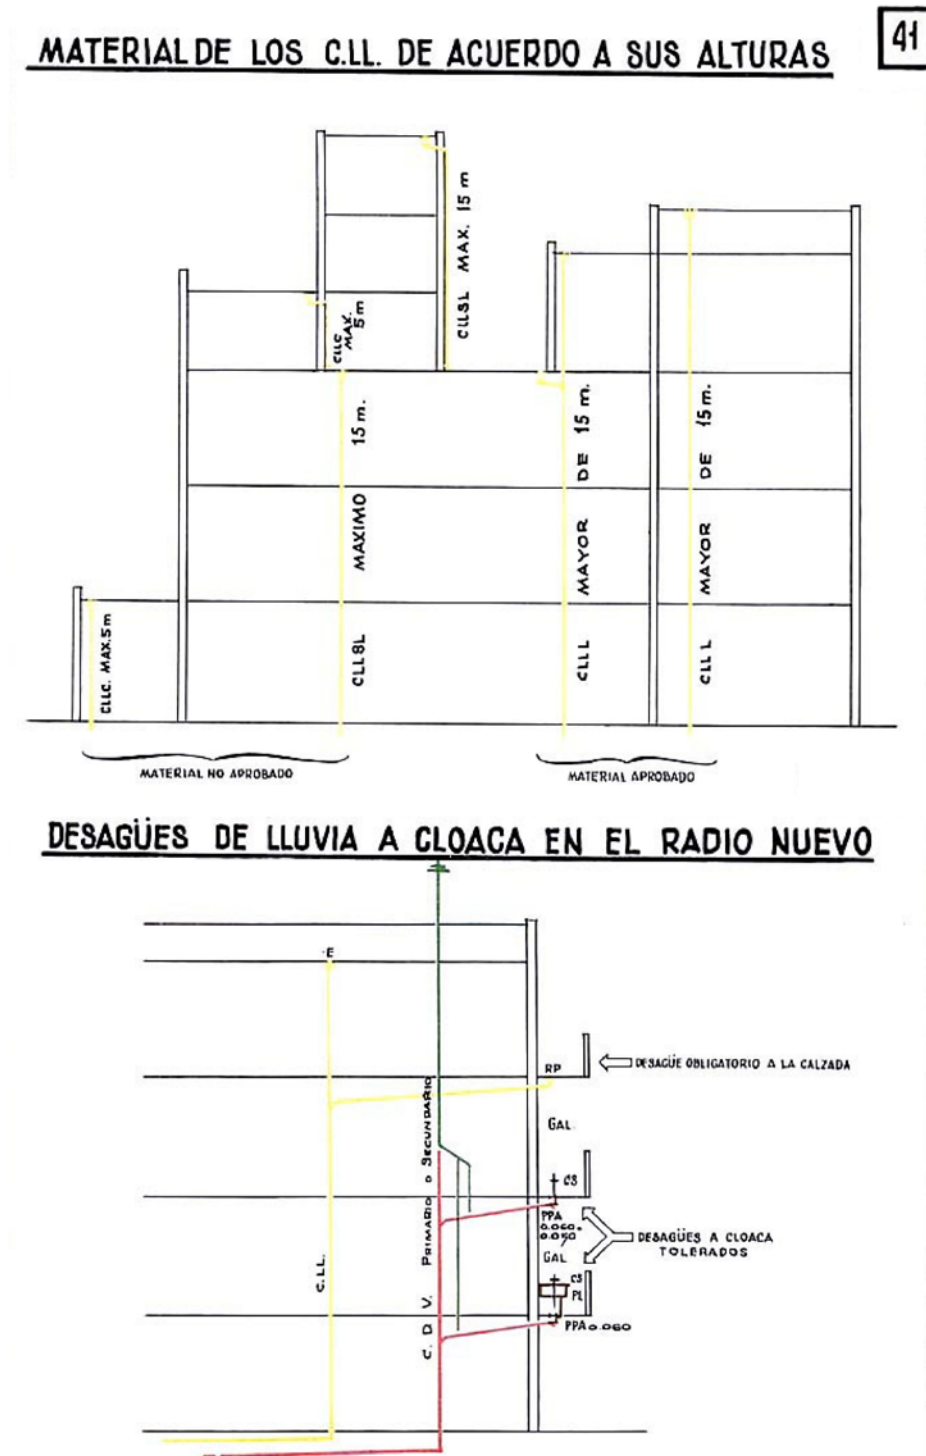 41
MATERIAL DE LOS C.LL. DE ACUERDO A SUS ALTURAS
CLLSL MAX. 15 m
CLLC
MAX.
5 m
15 m.
MAXIMO
CLLSL
CLLC. MAX. 5 m
CLL L MAYOR DE 15 m.
CLL L MAYOR DE 15 m.
MATERIAL NO APROBADO
MATERIAL APROBADO
DESAGÜES DE LLUVIA A CLOACA EN EL RADIO NUEVO
E
RP
DESAGÜE OBLIGATORIO A LA CALZADA
GAL.
C. D. V. PRIMARIO o SECUNDARIO
CS
PPA
0.060.
0.050
DESAGÜES A CLOACA
TOLERADOS
GAL
C.LL.
CS
PL
PPA 0.060